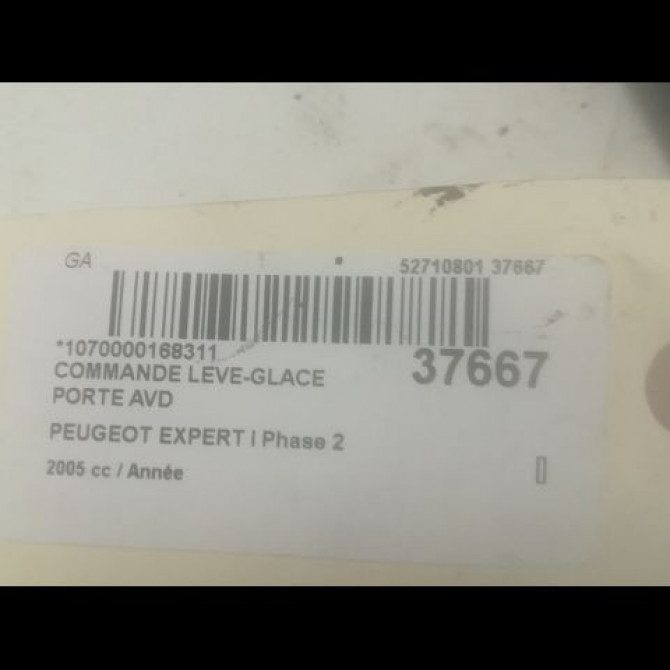 GA
52710801 37667
*1070000168311
37667
COMMANDE LEVE-GLACE
PORTE AVD
PEUGEOT EXPERT I Phase 2
2005 cc / Année